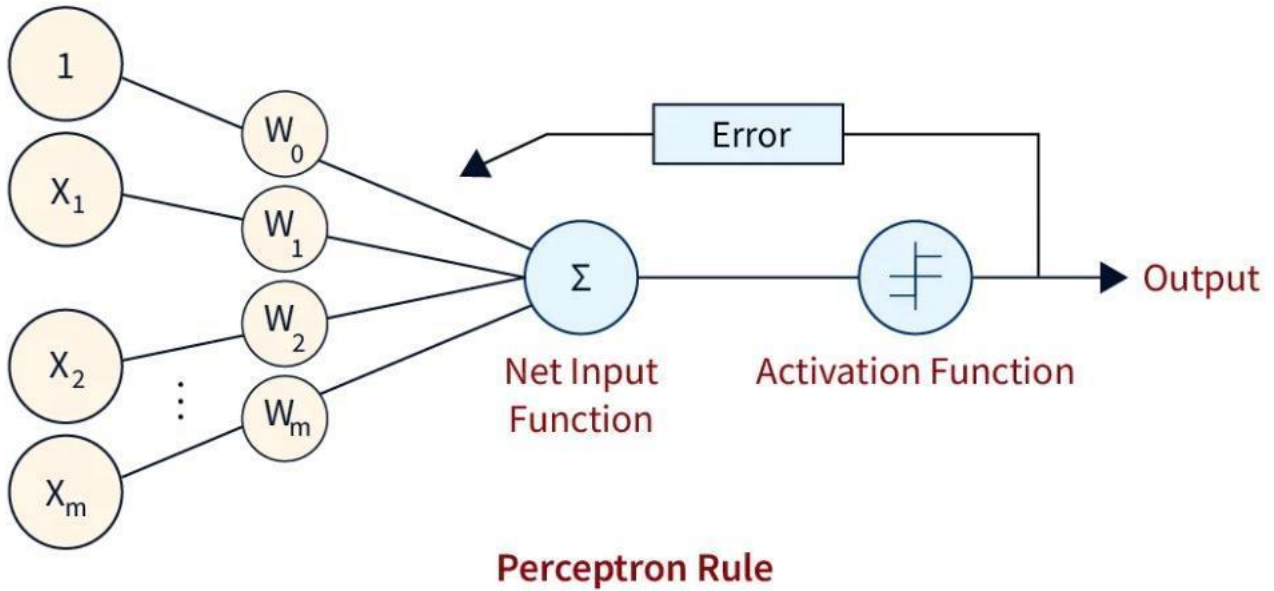 1
W₀
Error
X₁
W₁
Σ
Output
W₂
X₂
Net Input
Function
Activation Function
⋮
Wₘ
Xₘ
Perceptron Rule